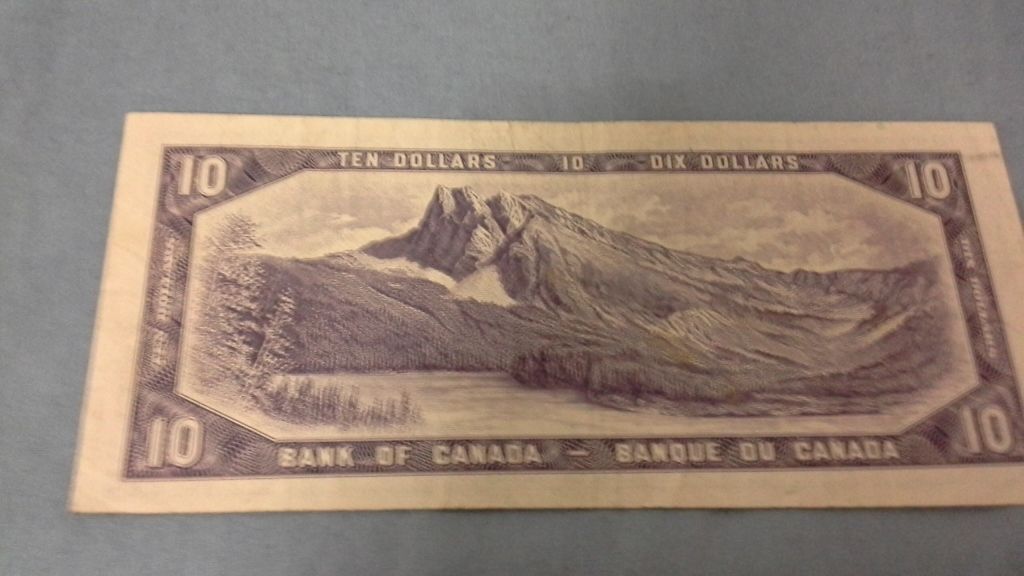 10 TEN DOLLARS 10 DIX DOLLARS 10
10 BANK OF CANADA – BANQUE DU CANADA 10